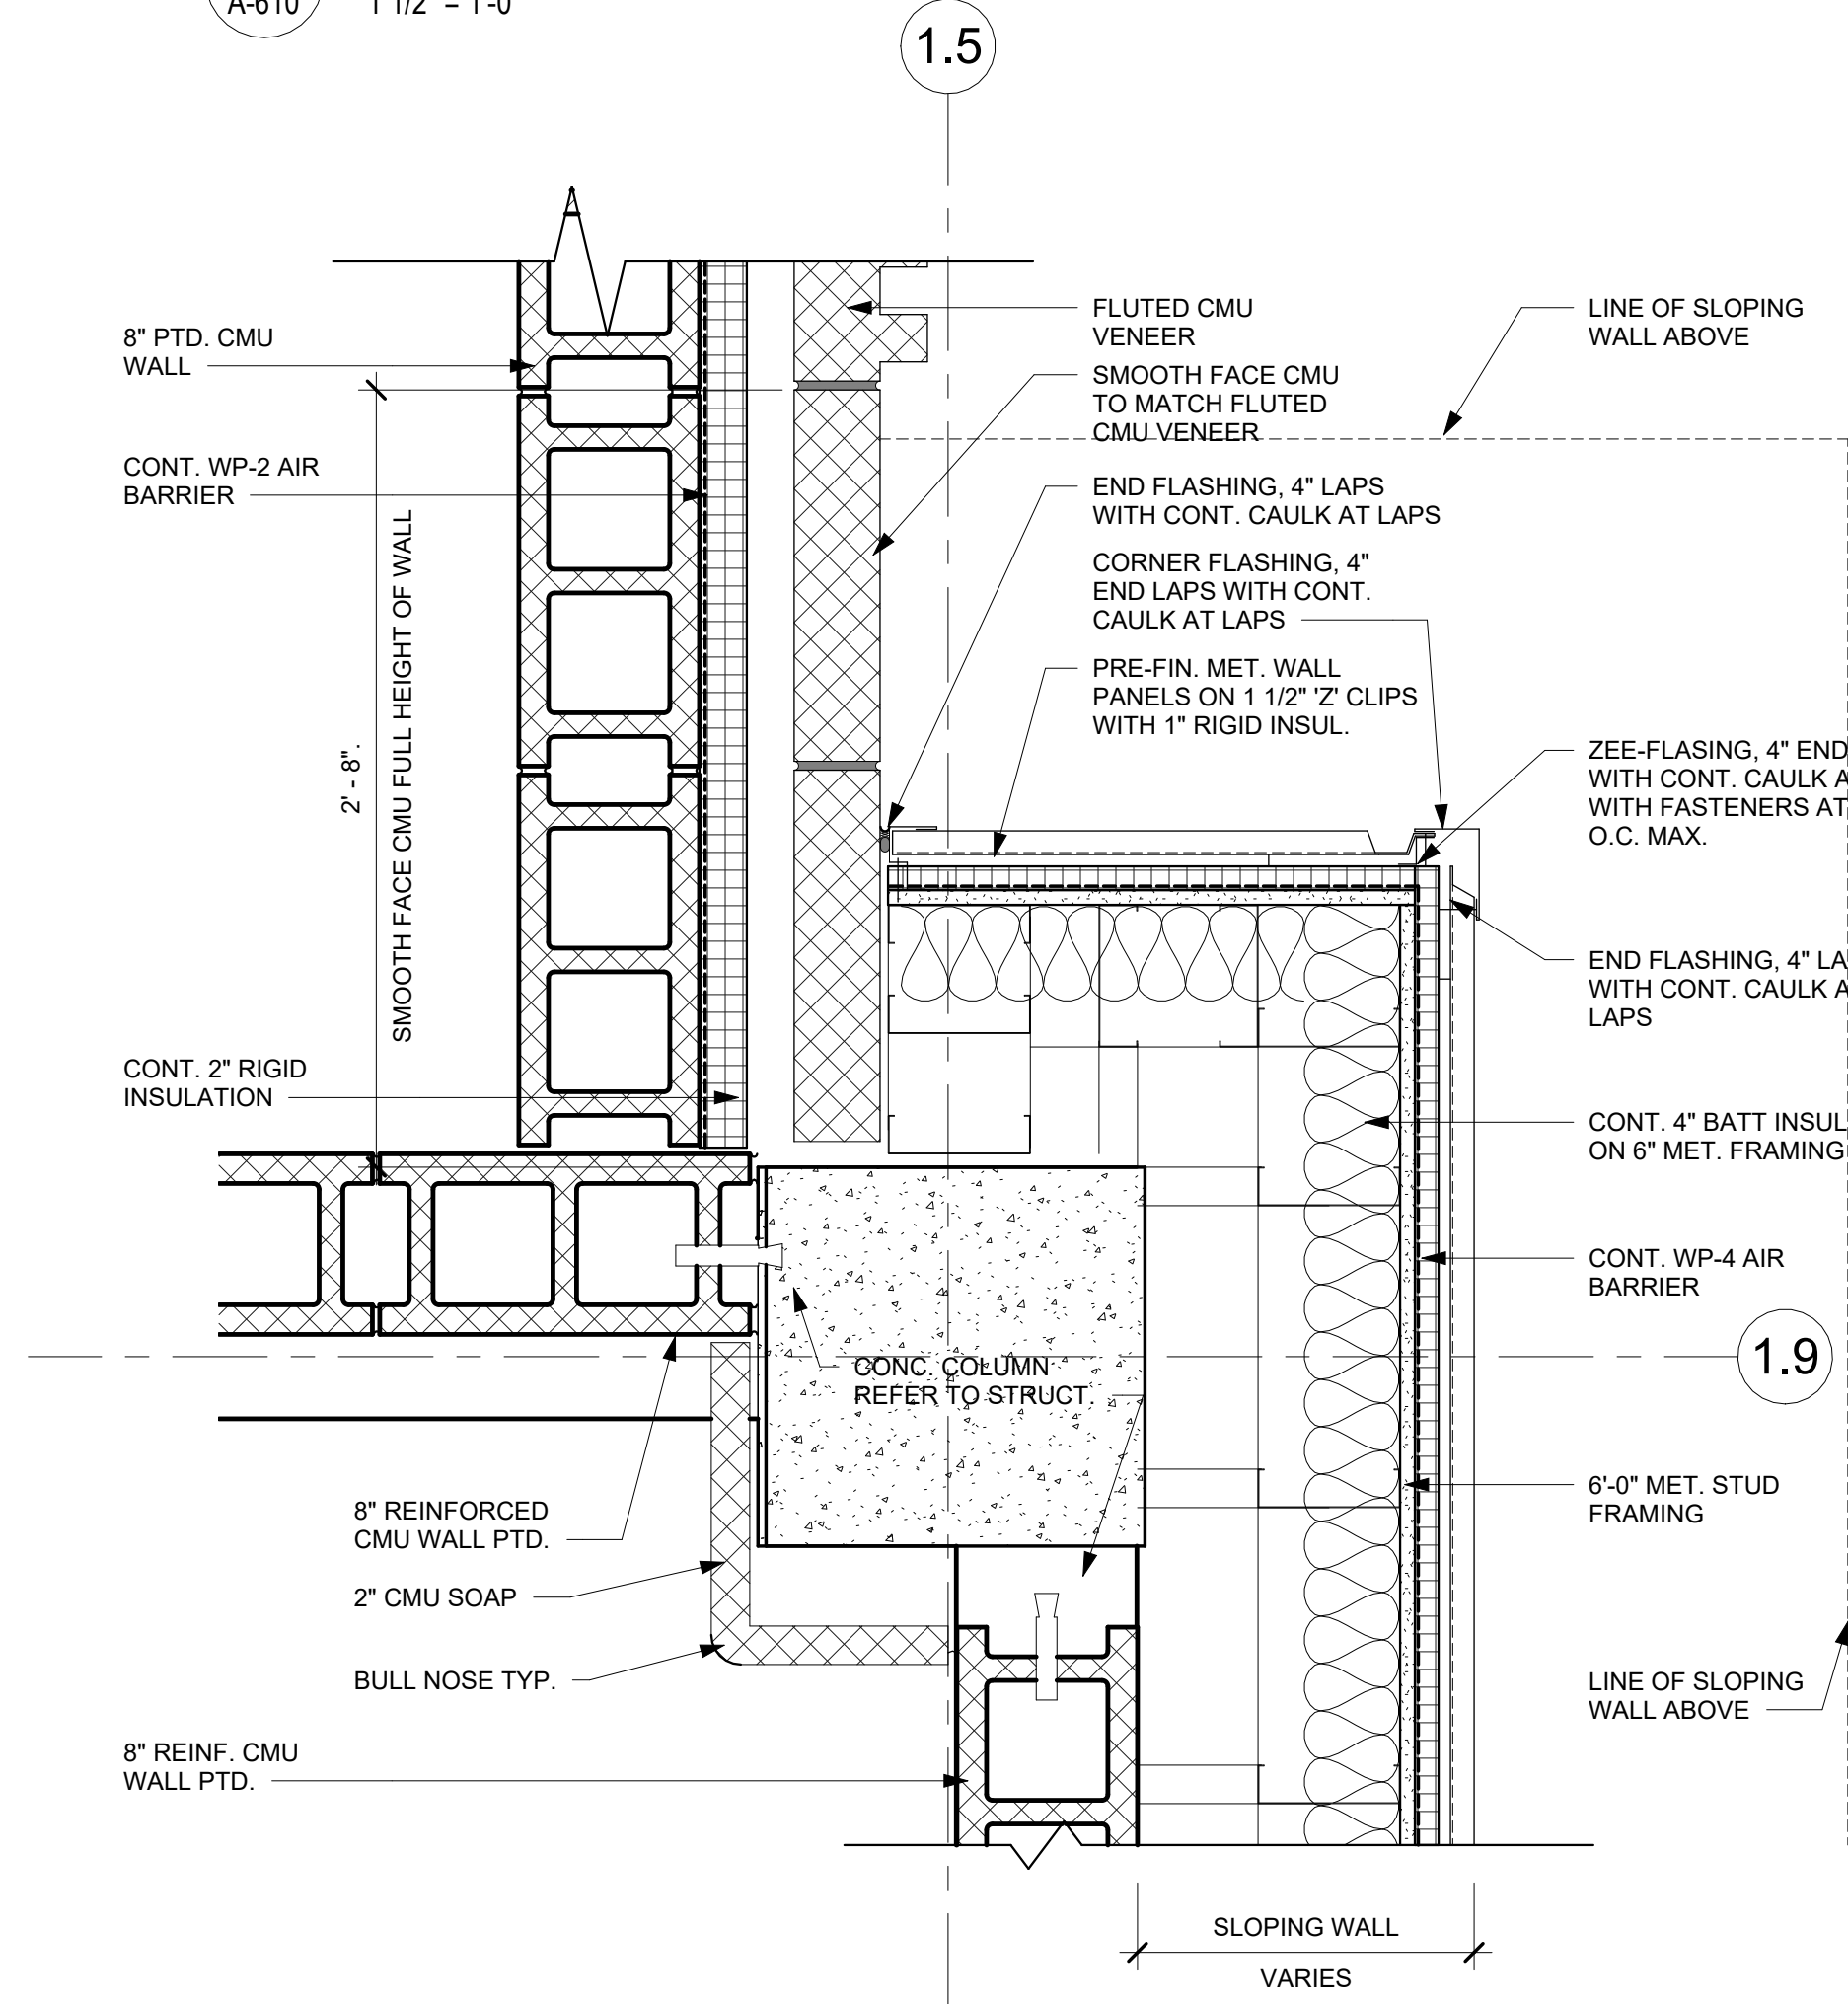 A-610
1 1/2" = 1'-0"
1.5
8" PTD. CMU
WALL
CONT. WP-2 AIR
BARRIER
2' - 8".
SMOOTH FACE CMU FULL HEIGHT OF WALL
CONT. 2" RIGID
INSULATION
FLUTED CMU
VENEER
SMOOTH FACE CMU
TO MATCH FLUTED
CMU VENEER
END FLASHING, 4" LAPS
WITH CONT. CAULK AT LAPS
CORNER FLASHING, 4"
END LAPS WITH CONT.
CAULK AT LAPS
PRE-FIN. MET. WALL
PANELS ON 1 1/2" 'Z' CLIPS
WITH 1" RIGID INSUL.
LINE OF SLOPING
WALL ABOVE
ZEE-FLASING, 4" END
WITH CONT. CAULK A
WITH FASTENERS AT
O.C. MAX.
END FLASHING, 4" LA
WITH CONT. CAULK A
LAPS
CONT. 4" BATT INSUL
ON 6" MET. FRAMING
CONT. WP-4 AIR
BARRIER
1.9
6'-0" MET. STUD
FRAMING
LINE OF SLOPING
WALL ABOVE
CONC. COLUMN
REFER TO STRUCT.
8" REINFORCED
CMU WALL PTD.
2" CMU SOAP
BULL NOSE TYP.
8" REINF. CMU
WALL PTD.
SLOPING WALL
VARIES